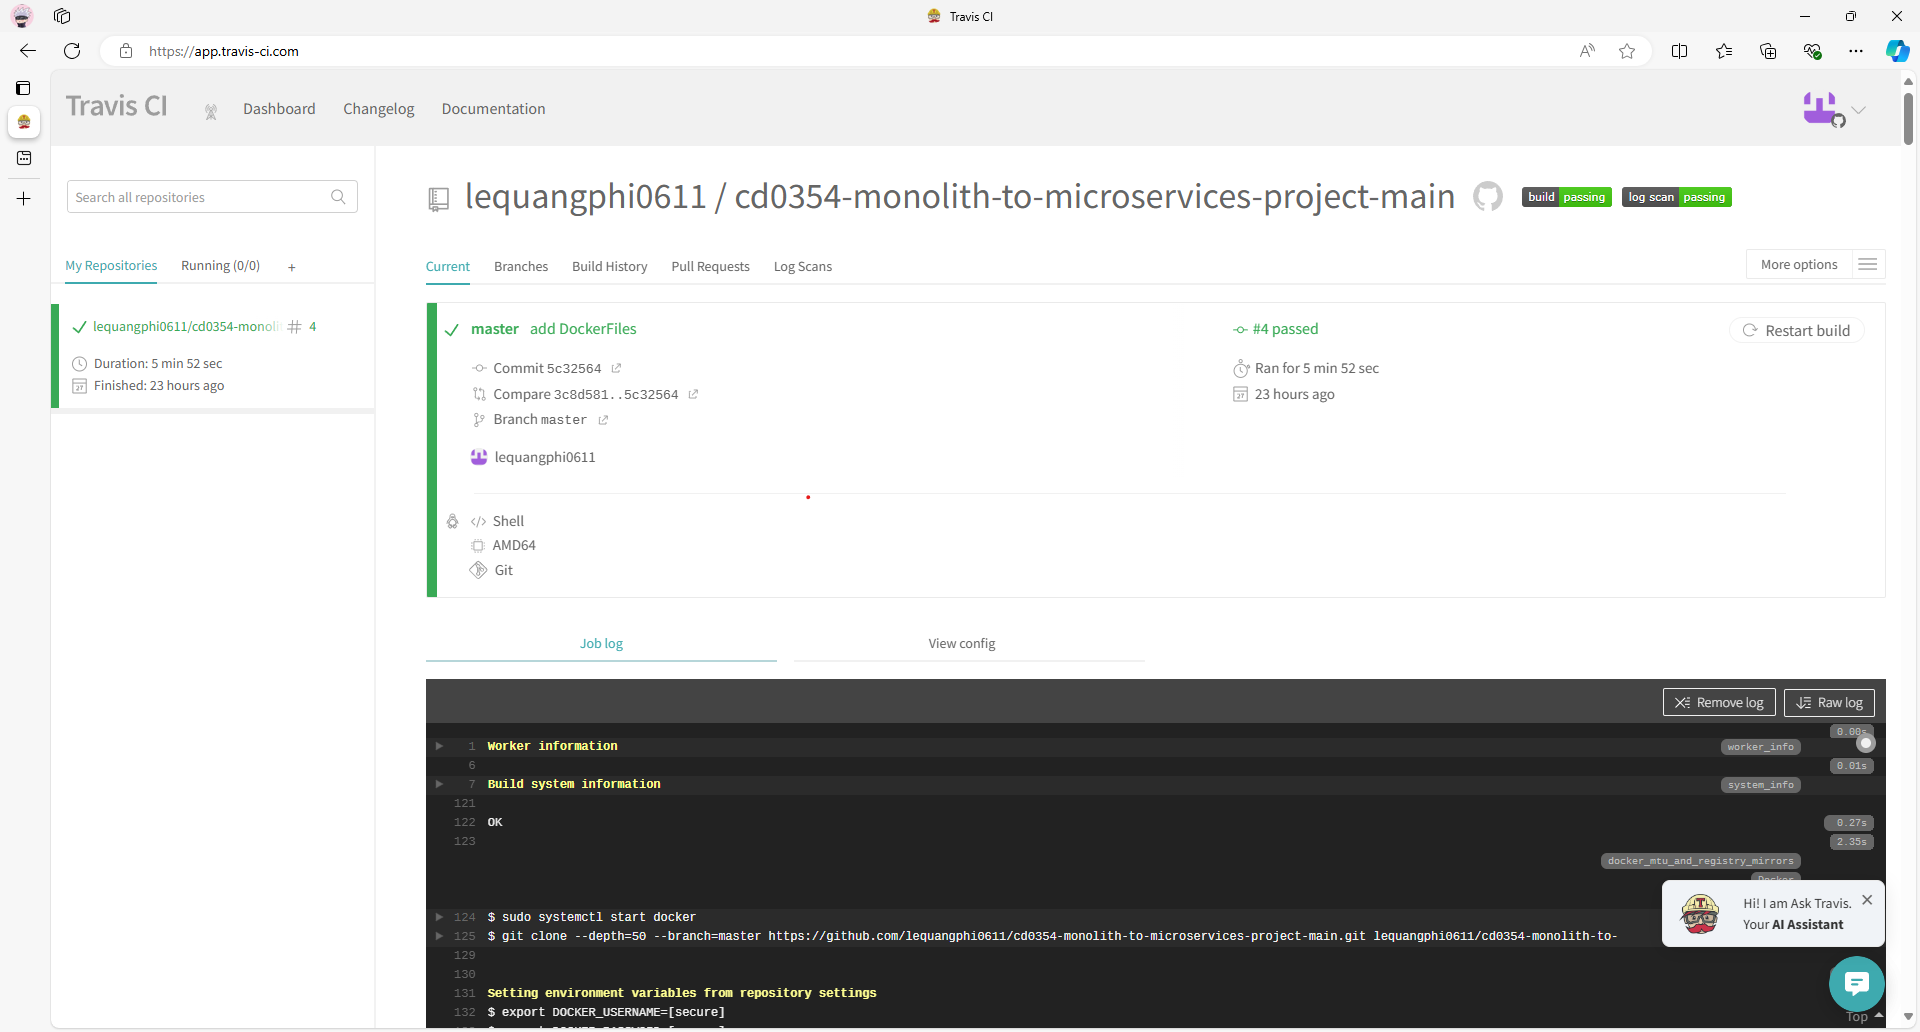 Travis CI
https://app.travis-ci.com
Travis CI
Dashboard
Changelog
Documentation
Search all repositories
My Repositories
Running (0/0)
+
lequangphi0611/cd0354-monoli
# 4
Duration: 5 min 52 sec
Finished: 23 hours ago
lequangphi0611 / cd0354-monolith-to-microservices-project-main
build passing
log scan passing
Current
Branches
Build History
Pull Requests
Log Scans
More options
master add DockerFiles
Commit 5c32564
Compare 3c8d581..5c32564
Branch master
lequangphi0611
#4 passed
Ran for 5 min 52 sec
23 hours ago
Restart build
Shell
AMD64
Git
Job log
View config
Remove log
Raw log
0.00s
1 Worker information worker_info
6 0.01s
7 Build system information system_info
121
122 OK 0.27s
123 2.35s
docker_mtu_and_registry_mirrors
Docker
124 $ sudo systemctl start docker
125 $ git clone --depth=50 --branch=master https://github.com/lequangphi0611/cd0354-monolith-to-microservices-project-main.git lequangphi0611/cd0354-monolith-to-
129
130
131 Setting environment variables from repository settings
132 $ export DOCKER_USERNAME=[secure]
Hi! I am Ask Travis.
Your AI Assistant
Top